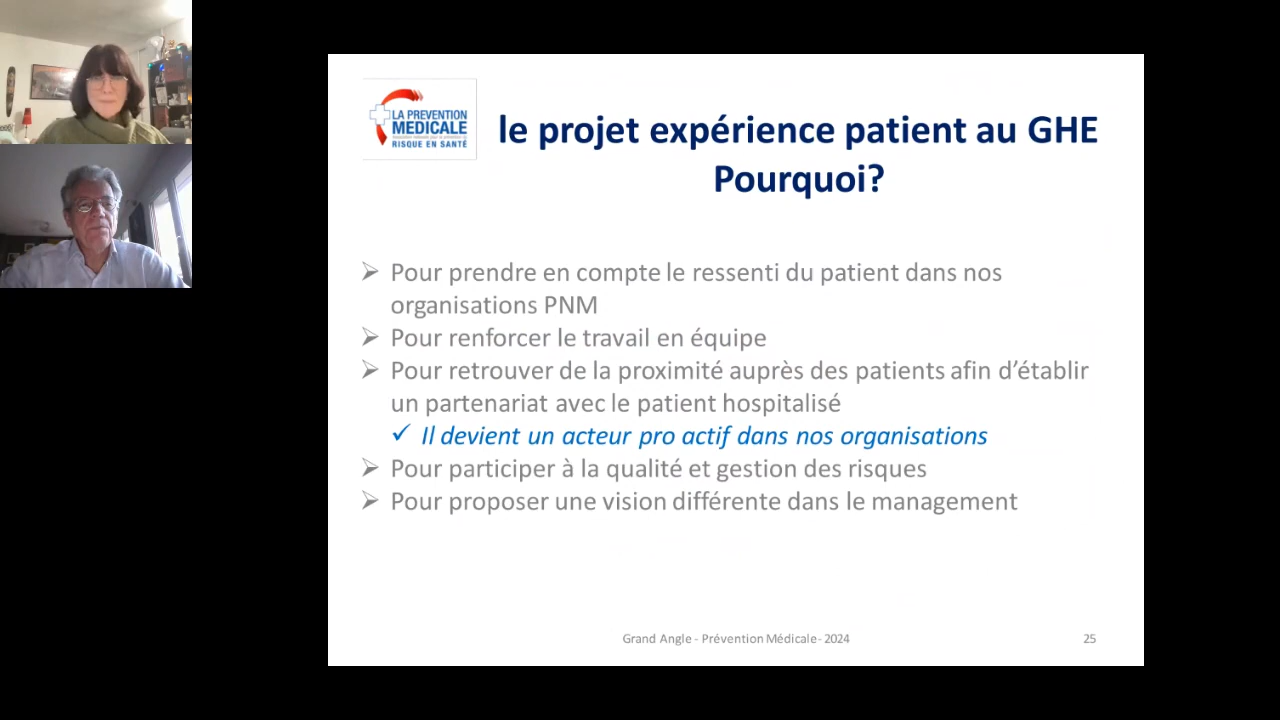 LA PREVENTION
MEDICALE
RISQUE EN SANTÉ
le projet expérience patient au GHE
Pourquoi?
➢ Pour prendre en compte le ressenti du patient dans nos
organisations PNM
➢ Pour renforcer le travail en équipe
➢ Pour retrouver de la proximité auprès des patients afin d’établir
un partenariat avec le patient hospitalisé
✓ Il devient un acteur pro actif dans nos organisations
➢ Pour participer à la qualité et gestion des risques
➢ Pour proposer une vision différente dans le management
Grand Angle - Prévention Médicale- 2024
25